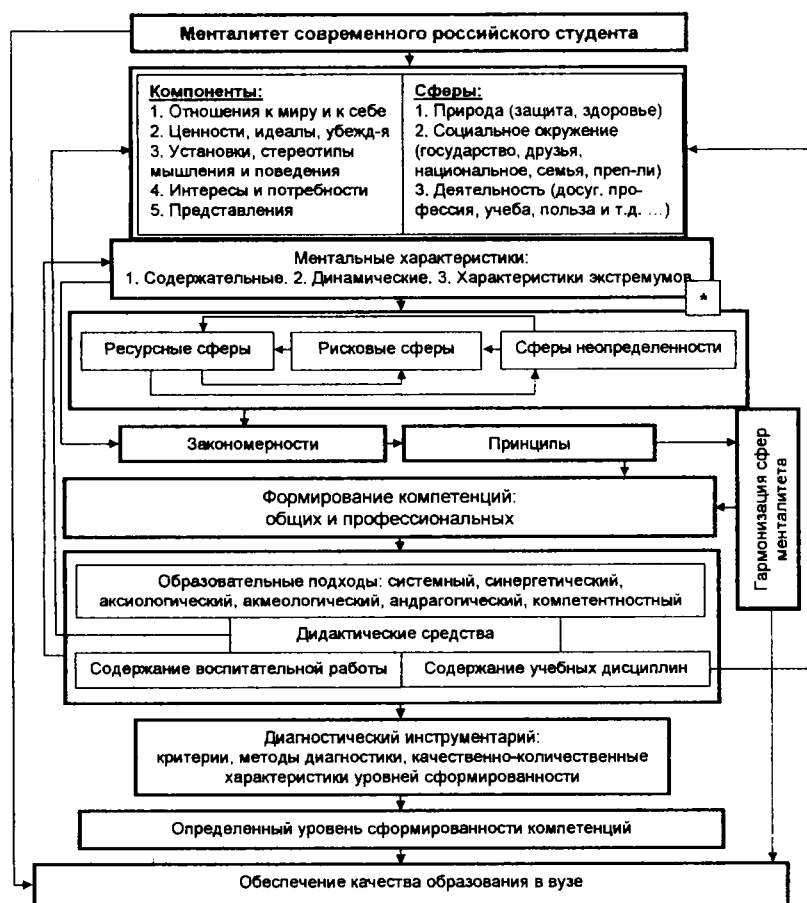 Менталитет современного российского студента
Компоненты:
1. Отношения к миру и к себе
2. Ценности, идеалы, убежд-я
3. Установки, стереотипы
мышления и поведения
4. Интересы и потребности
5. Представления
Сферы:
1. Природа (защита, здоровье)
2. Социальное окружение
(государство, друзья,
национальное, семья, преп-ли)
3. Деятельность (досуг. про-
фессия, учеба, польза и т.д. ...)
Ментальные характеристики:
1. Содержательные. 2. Динамические. 3. Характеристики экстремумов.
*
Ресурсные сферы
Рисковые сферы
Сферы неопределенности
Закономерности
Принципы
Гармонизация сфер
менталитета
Формирование компетенций:
общих и профессиональных
Образовательные подходы: системный, синергетический,
аксиологический, акмеологический, андрагогический, компетентностный
Дидактические средства
Содержание воспитательной работы
Содержание учебных дисциплин
Диагностический инструментарий:
критерии, методы диагностики, качественно-количественные
характеристики уровней сформированности
Определенный уровень сформированности компетенций
Обеспечение качества образования в вузе